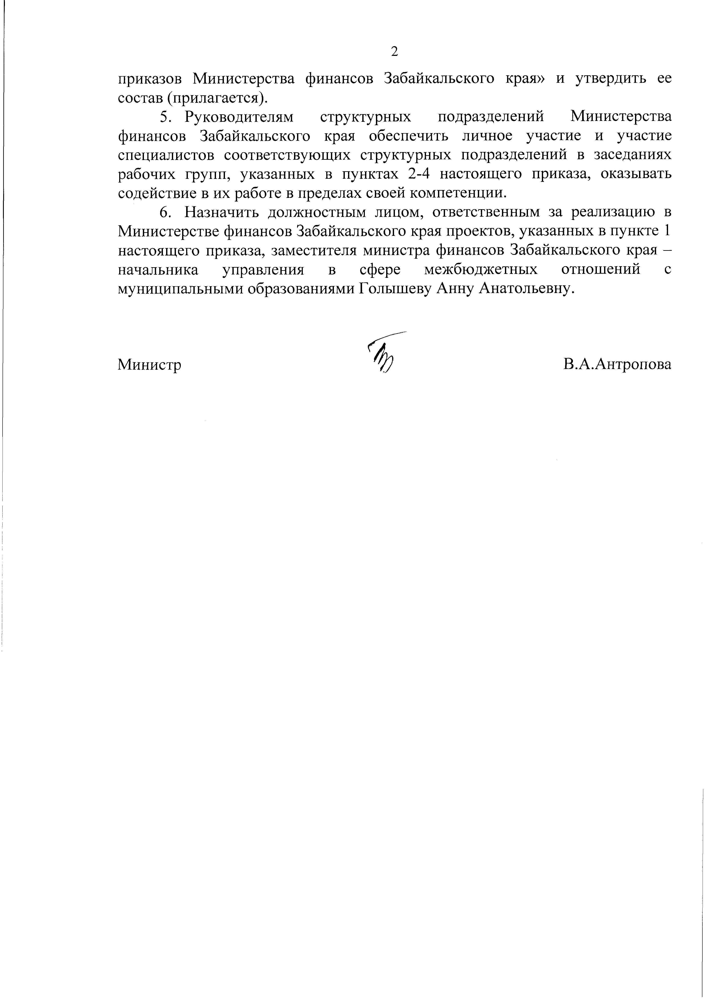 2
приказов Министерства финансов Забайкальского края» и утвердить ее
состав (прилагается).
5. Руководителям структурных подразделений Министерства
финансов Забайкальского края обеспечить личное участие и участие
специалистов соответствующих структурных подразделений в заседаниях
рабочих групп, указанных в пунктах 2-4 настоящего приказа, оказывать
содействие в их работе в пределах своей компетенции.
6. Назначить должностным лицом, ответственным за реализацию в
Министерстве финансов Забайкальского края проектов, указанных в пункте 1
настоящего приказа, заместителя министра финансов Забайкальского края –
начальника управления в сфере межбюджетных отношений с
муниципальными образованиями Голышеву Анну Анатольевну.
Министр В.А.Антропова